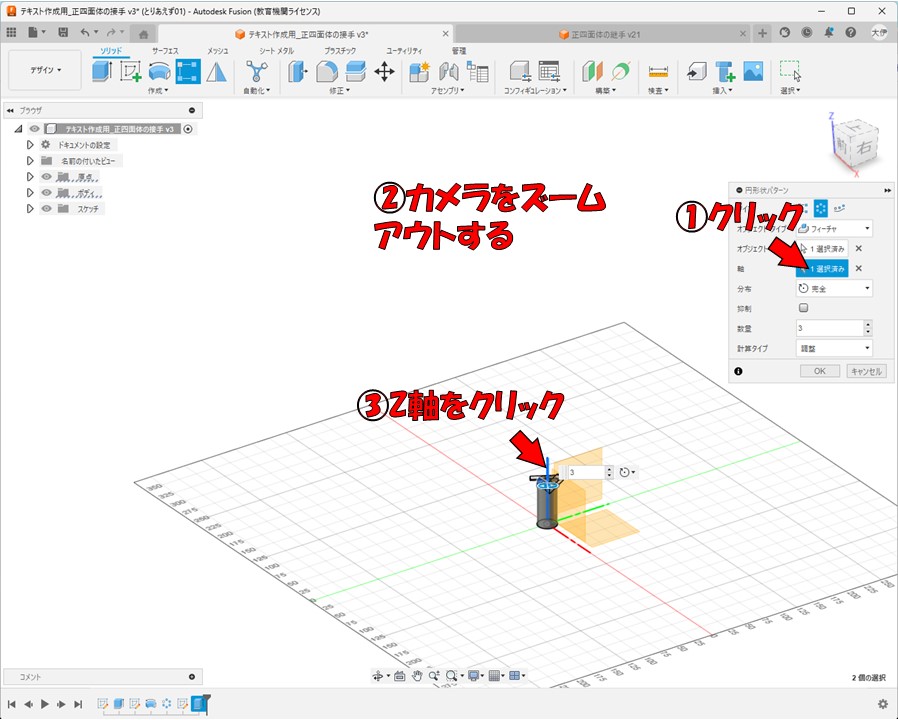 テキスト作成用_正四面体の接手 v3* (とりあえず01) - Autodesk Fusion (教育機関ライセンス)
テキスト作成用_正四面体の接手 v3*
正四面体の継手 v21
大伊
デザイン
ソリッド サーフェス メッシュ シート メタル プラスチック ユーティリティ 管理
作成 自動化 修正 アセンブリ コンフィギュレーション 構築 検査 挿入 選択
ブラウザ
テキスト作成用_正四面体の接手 v3
ドキュメントの設定
名前の付いたビュー
原点
ボディ
スケッチ
②カメラをズーム
アウトする
①クリック
③Z軸をクリック
Z
上
前
右
X
円形状パターン
フィーチャ
オブジェクト 1 選択済み
軸 1 選択済み
分布 完全
抑制
数量 3
計算タイプ 調整
OK キャンセル
3
コメント
2 個の選択